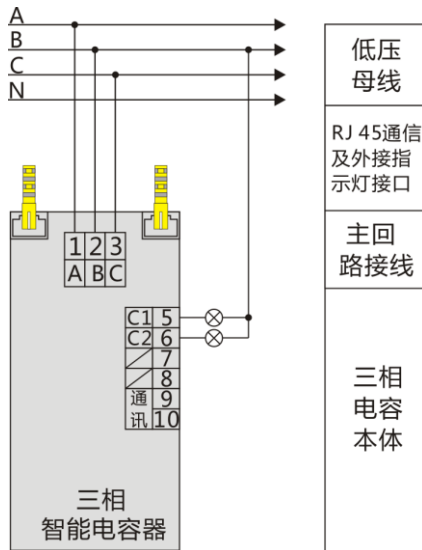 A
B
C
N
1 2 3
A B C
C1 5
C2 6
7
8
通 9
讯 10
三相
智能电容器
低压
母线
RJ 45通信
及外接指
示灯接口
主回
路接线
三相
电容
本体